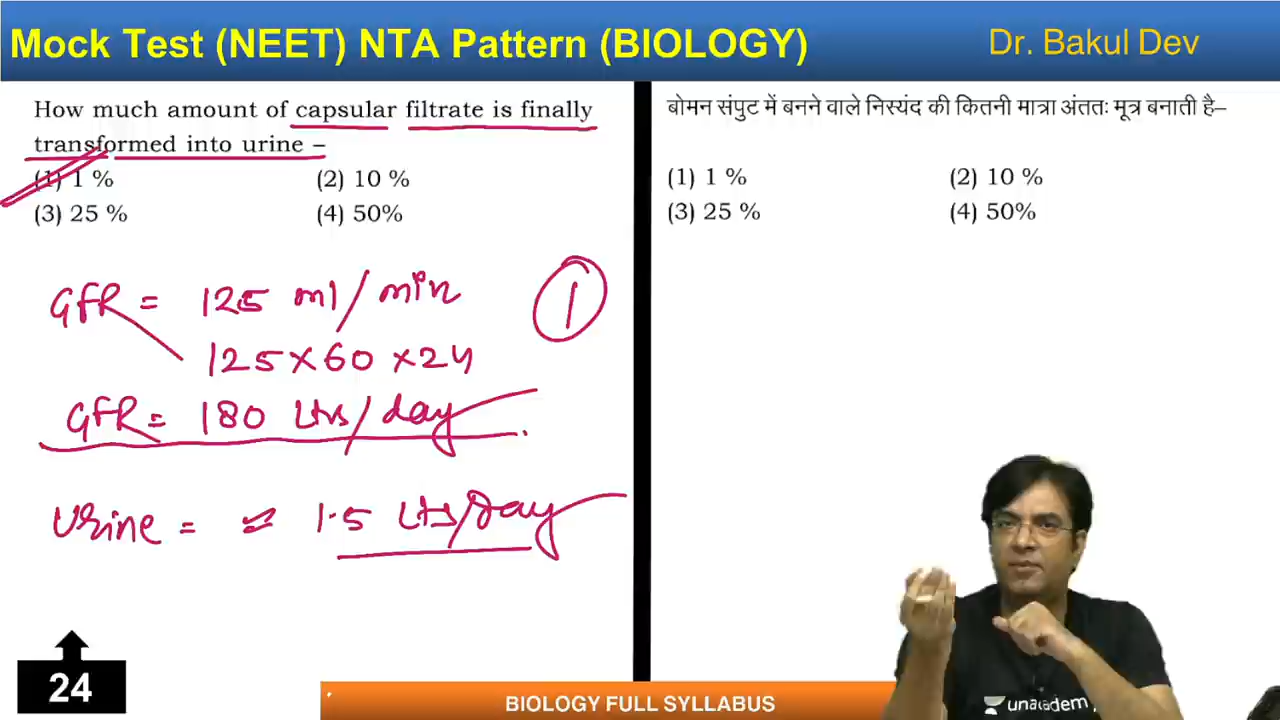 Mock Test (NEET) NTA Pattern (BIOLOGY)
Dr. Bakul Dev
How much amount of capsular filtrate is finally
transformed into urine –
(1) 1 %
(2) 10 %
(3) 25 %
(4) 50%
GFR = 125 ml/min
1
125×60×24
GFR = 180 Lts/day
Urine = 1.5 Lts/Day
24
बोमन संपुट में बनने वाले निस्यंद की कितनी मात्रा अंततः मूत्र बनाती है–
(1) 1 %
(2) 10 %
(3) 25 %
(4) 50%
unacademy
BIOLOGY FULL SYLLABUS